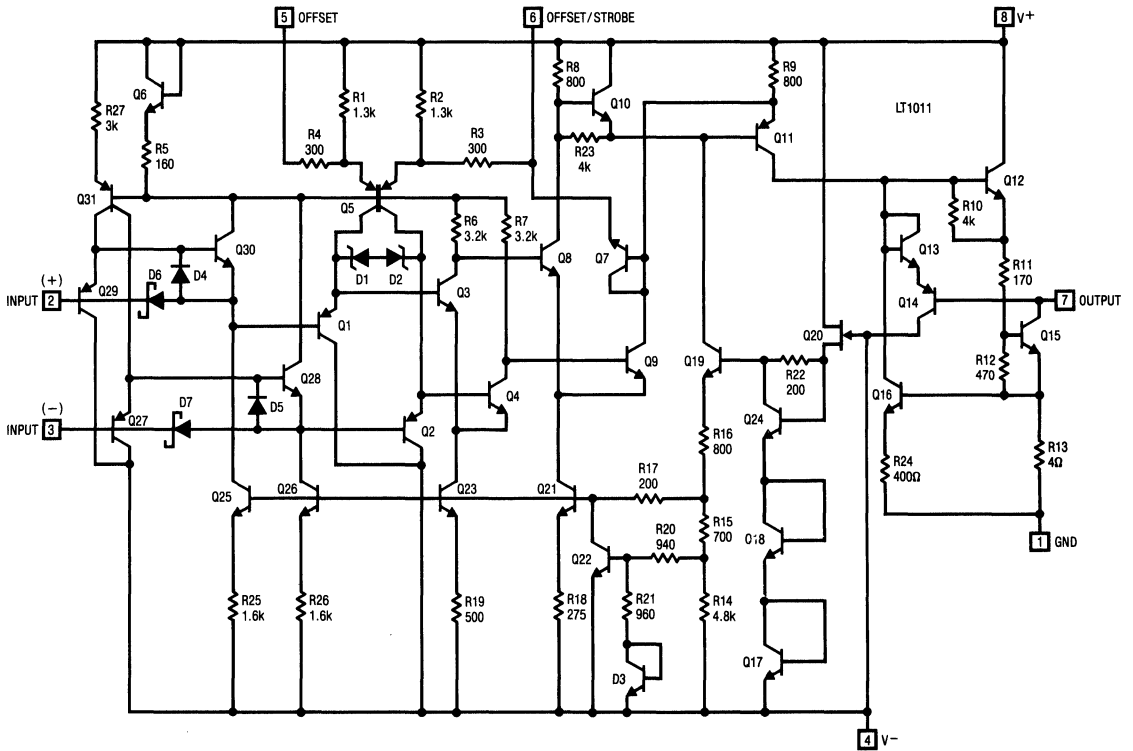 5 OFFSET
6 OFFSET/STROBE
8 V+
LT1011
R27
3k
Q6
R5
160
R1
1.3k
R2
1.3k
R4
300
R3
300
R8
800
Q10
R9
800
R23
4k
Q11
Q12
R10
4k
Q31
Q5
R6
3.2k
R7
3.2k
Q30
D4
D6
D1
D2
Q8
Q7
Q13
R11
170
(+)
INPUT 2
Q29
Q3
Q14
7 OUTPUT
Q1
Q20
Q15
Q28
D5
Q9
Q19
R22
200
R12
470
Q4
Q16
(−)
INPUT 3
Q27
D7
Q2
Q24
R16
800
R24
400Ω
R13
4Ω
Q25
Q26
Q23
Q21
R17
200
R15
700
Q18
1 GND
Q22
R20
940
R25
1.6k
R26
1.6k
R19
500
R18
275
R21
960
R14
4.8k
Q17
D3
4 V−